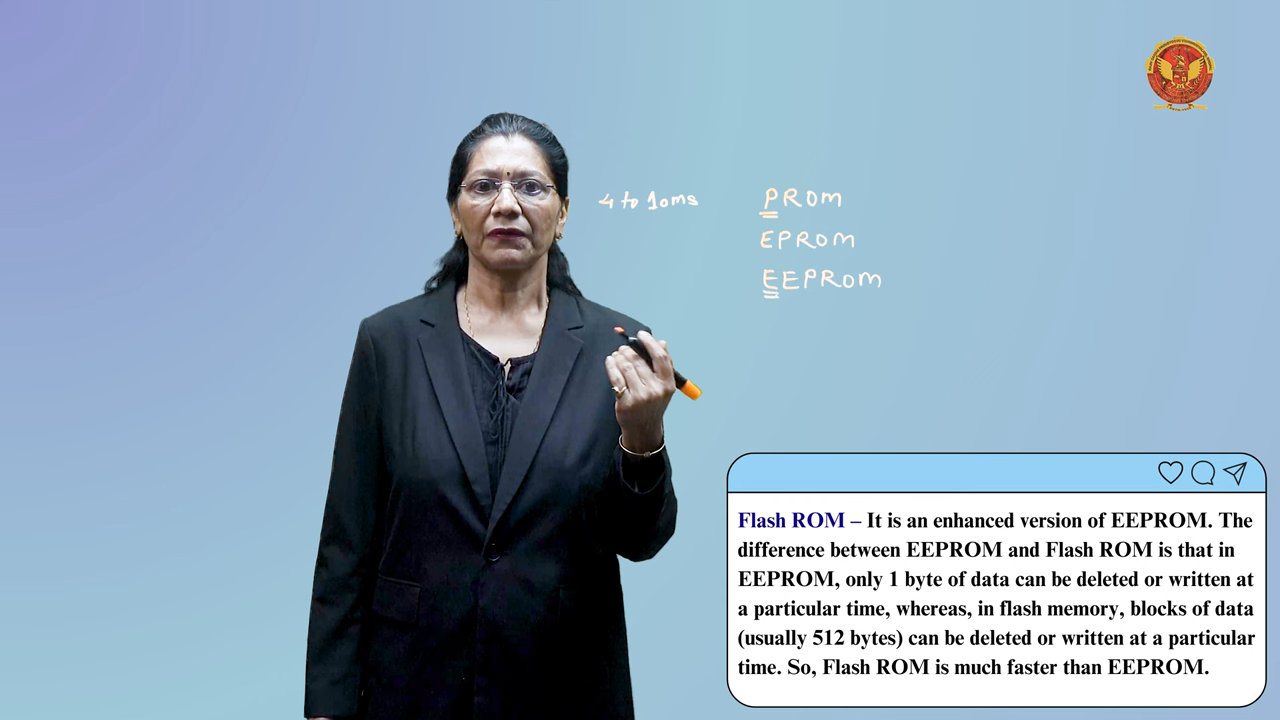 4 to 10ms
PROM
EPROM
EEPROM
Flash ROM – It is an enhanced version of EEPROM. The
difference between EEPROM and Flash ROM is that in
EEPROM, only 1 byte of data can be deleted or written at
a particular time, whereas, in flash memory, blocks of data
(usually 512 bytes) can be deleted or written at a particular
time. So, Flash ROM is much faster than EEPROM.